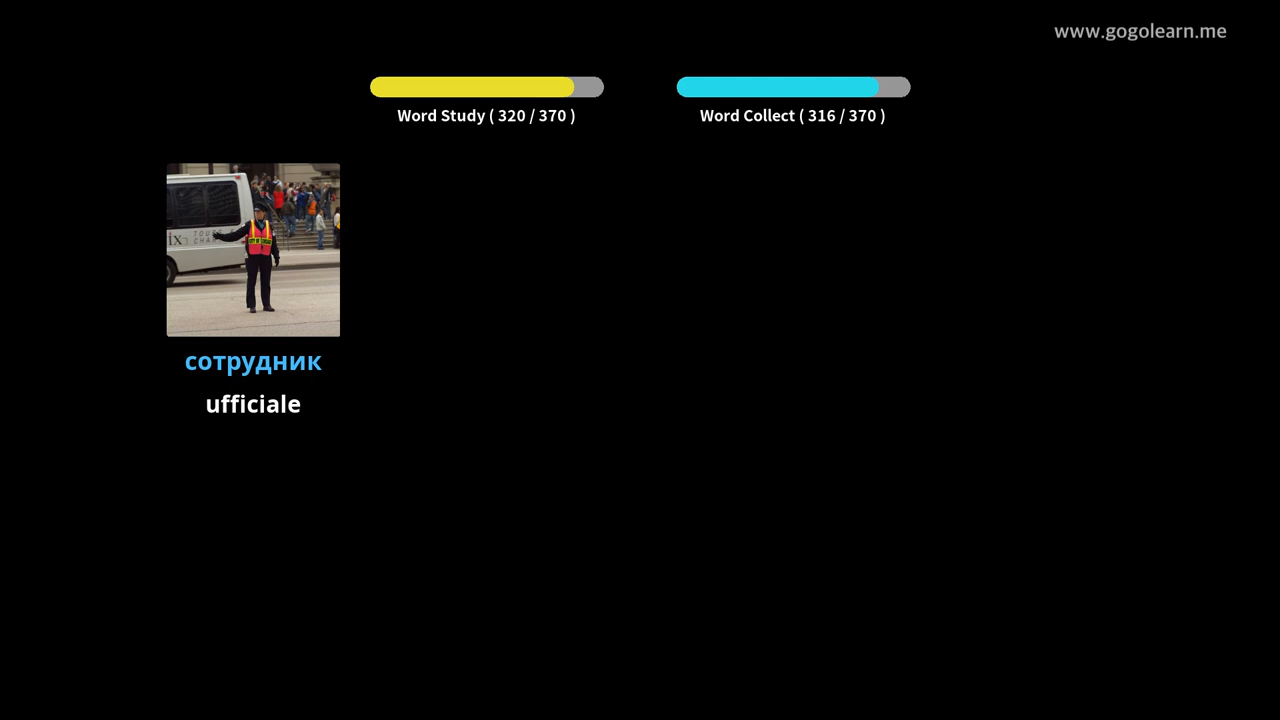 www.gogolearn.me
Word Study ( 320 / 370 )
Word Collect ( 316 / 370 )
сотрудник
ufficiale